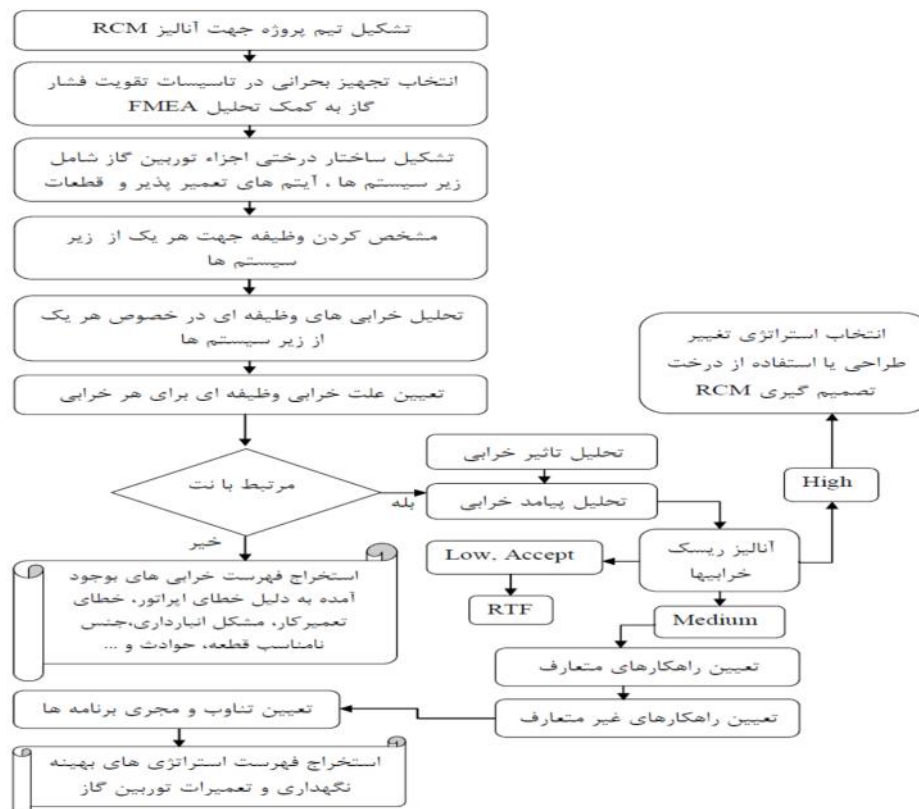 تشکیل تیم پروژه جهت آنالیز RCM
انتخاب تجهیز بحرانی در تاسیسات تقویت فشار
گاز به کمک تحلیل FMEA
تشکیل ساختار درختی اجزاء توربین گاز شامل
زیر سیستم ها ، آیتم های تعمیر پذیر و قطعات
مشخص کردن وظیفه جهت هر یک از زیر
سیستم ها
تحلیل خرابی های وظیفه ای در خصوص هر یک
از زیر سیستم ها
تعیین علت خرابی وظیفه ای برای هر خرابی
مرتبط با نت
بله
خیر
استخراج فهرست خرابی های بوجود
آمده به دلیل خطای اپراتور، خطای
تعمیرکار، مشکل انبارداری،جنس
نامناسب قطعه، حوادث و ...
تحلیل تاثیر خرابی
تحلیل پیامد خرابی
آنالیز ریسک
خرابیها
High
انتخاب استراتژی تغییر
طراحی یا استفاده از درخت
تصمیم گیری RCM
Low, Accept
RTF
Medium
تعیین راهکارهای متعارف
تعیین راهکارهای غیر متعارف
تعیین تناوب و مجری برنامه ها
استخراج فهرست استراتژی های بهینه
نگهداری و تعمیرات توربین گاز